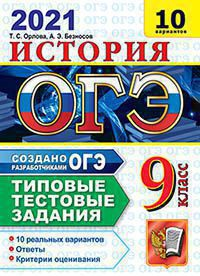 2021
10
вариантов
Т. С. Орлова, А. Э. Безносов
ИСТОРИЯ
ОГЭ
СОЗДАНО
РАЗРАБОТЧИКАМИ
ОГЭ
ТИПОВЫЕ
ТЕСТОВЫЕ
ЗАДАНИЯ
9
класс
• 10 реальных вариантов
• Ответы
• Критерии оценивания